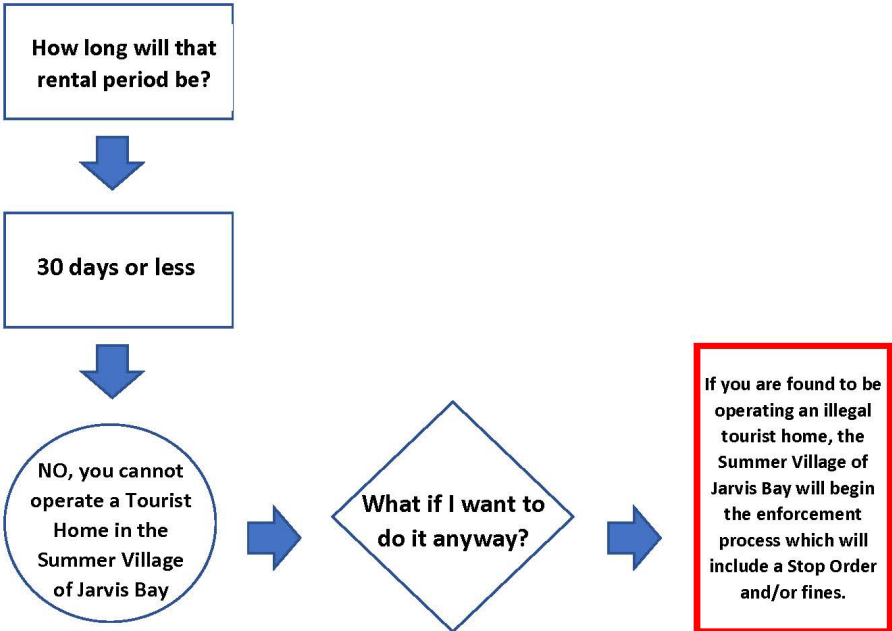 How long will that
rental period be?
30 days or less
NO, you cannot
operate a Tourist
Home in the
Summer Village
of Jarvis Bay
What if I want to
do it anyway?
If you are found to be
operating an illegal
tourist home, the
Summer Village of
Jarvis Bay will begin
the enforcement
process which will
include a Stop Order
and/or fines.